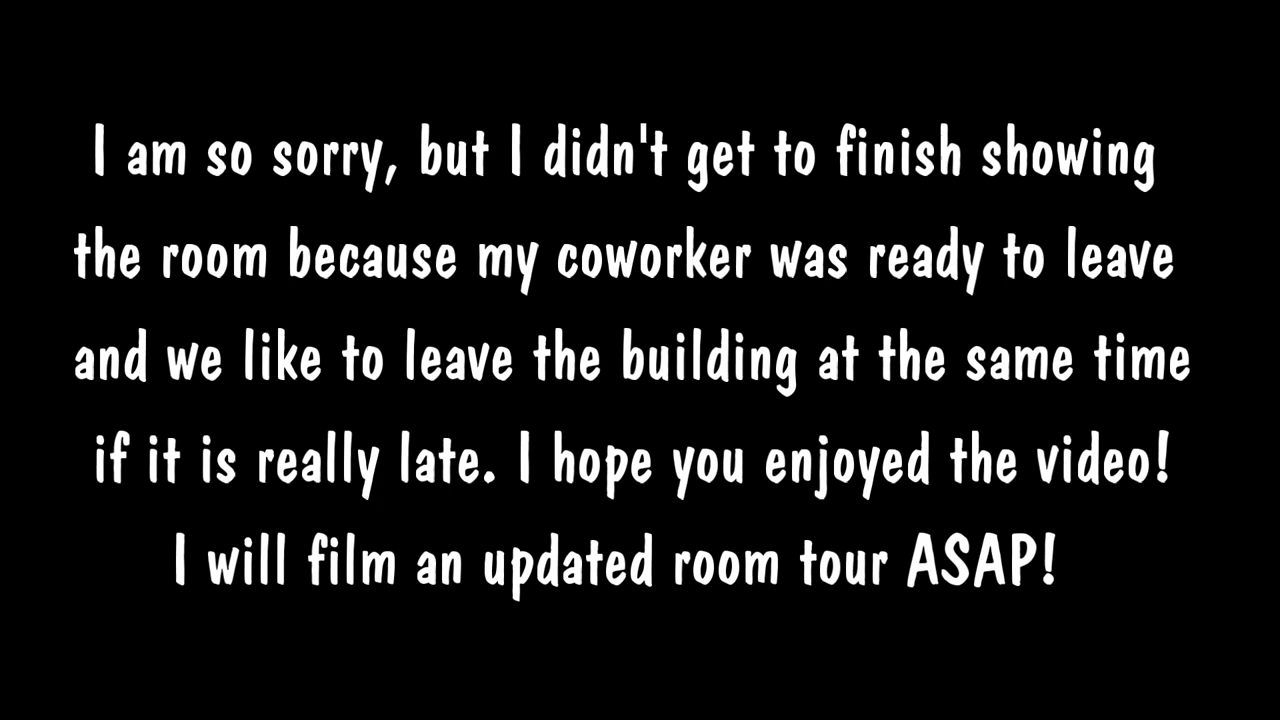 I am so sorry, but I didn't get to finish showing
the room because my coworker was ready to leave
and we like to leave the building at the same time
if it is really late. I hope you enjoyed the video!
I will film an updated room tour ASAP!